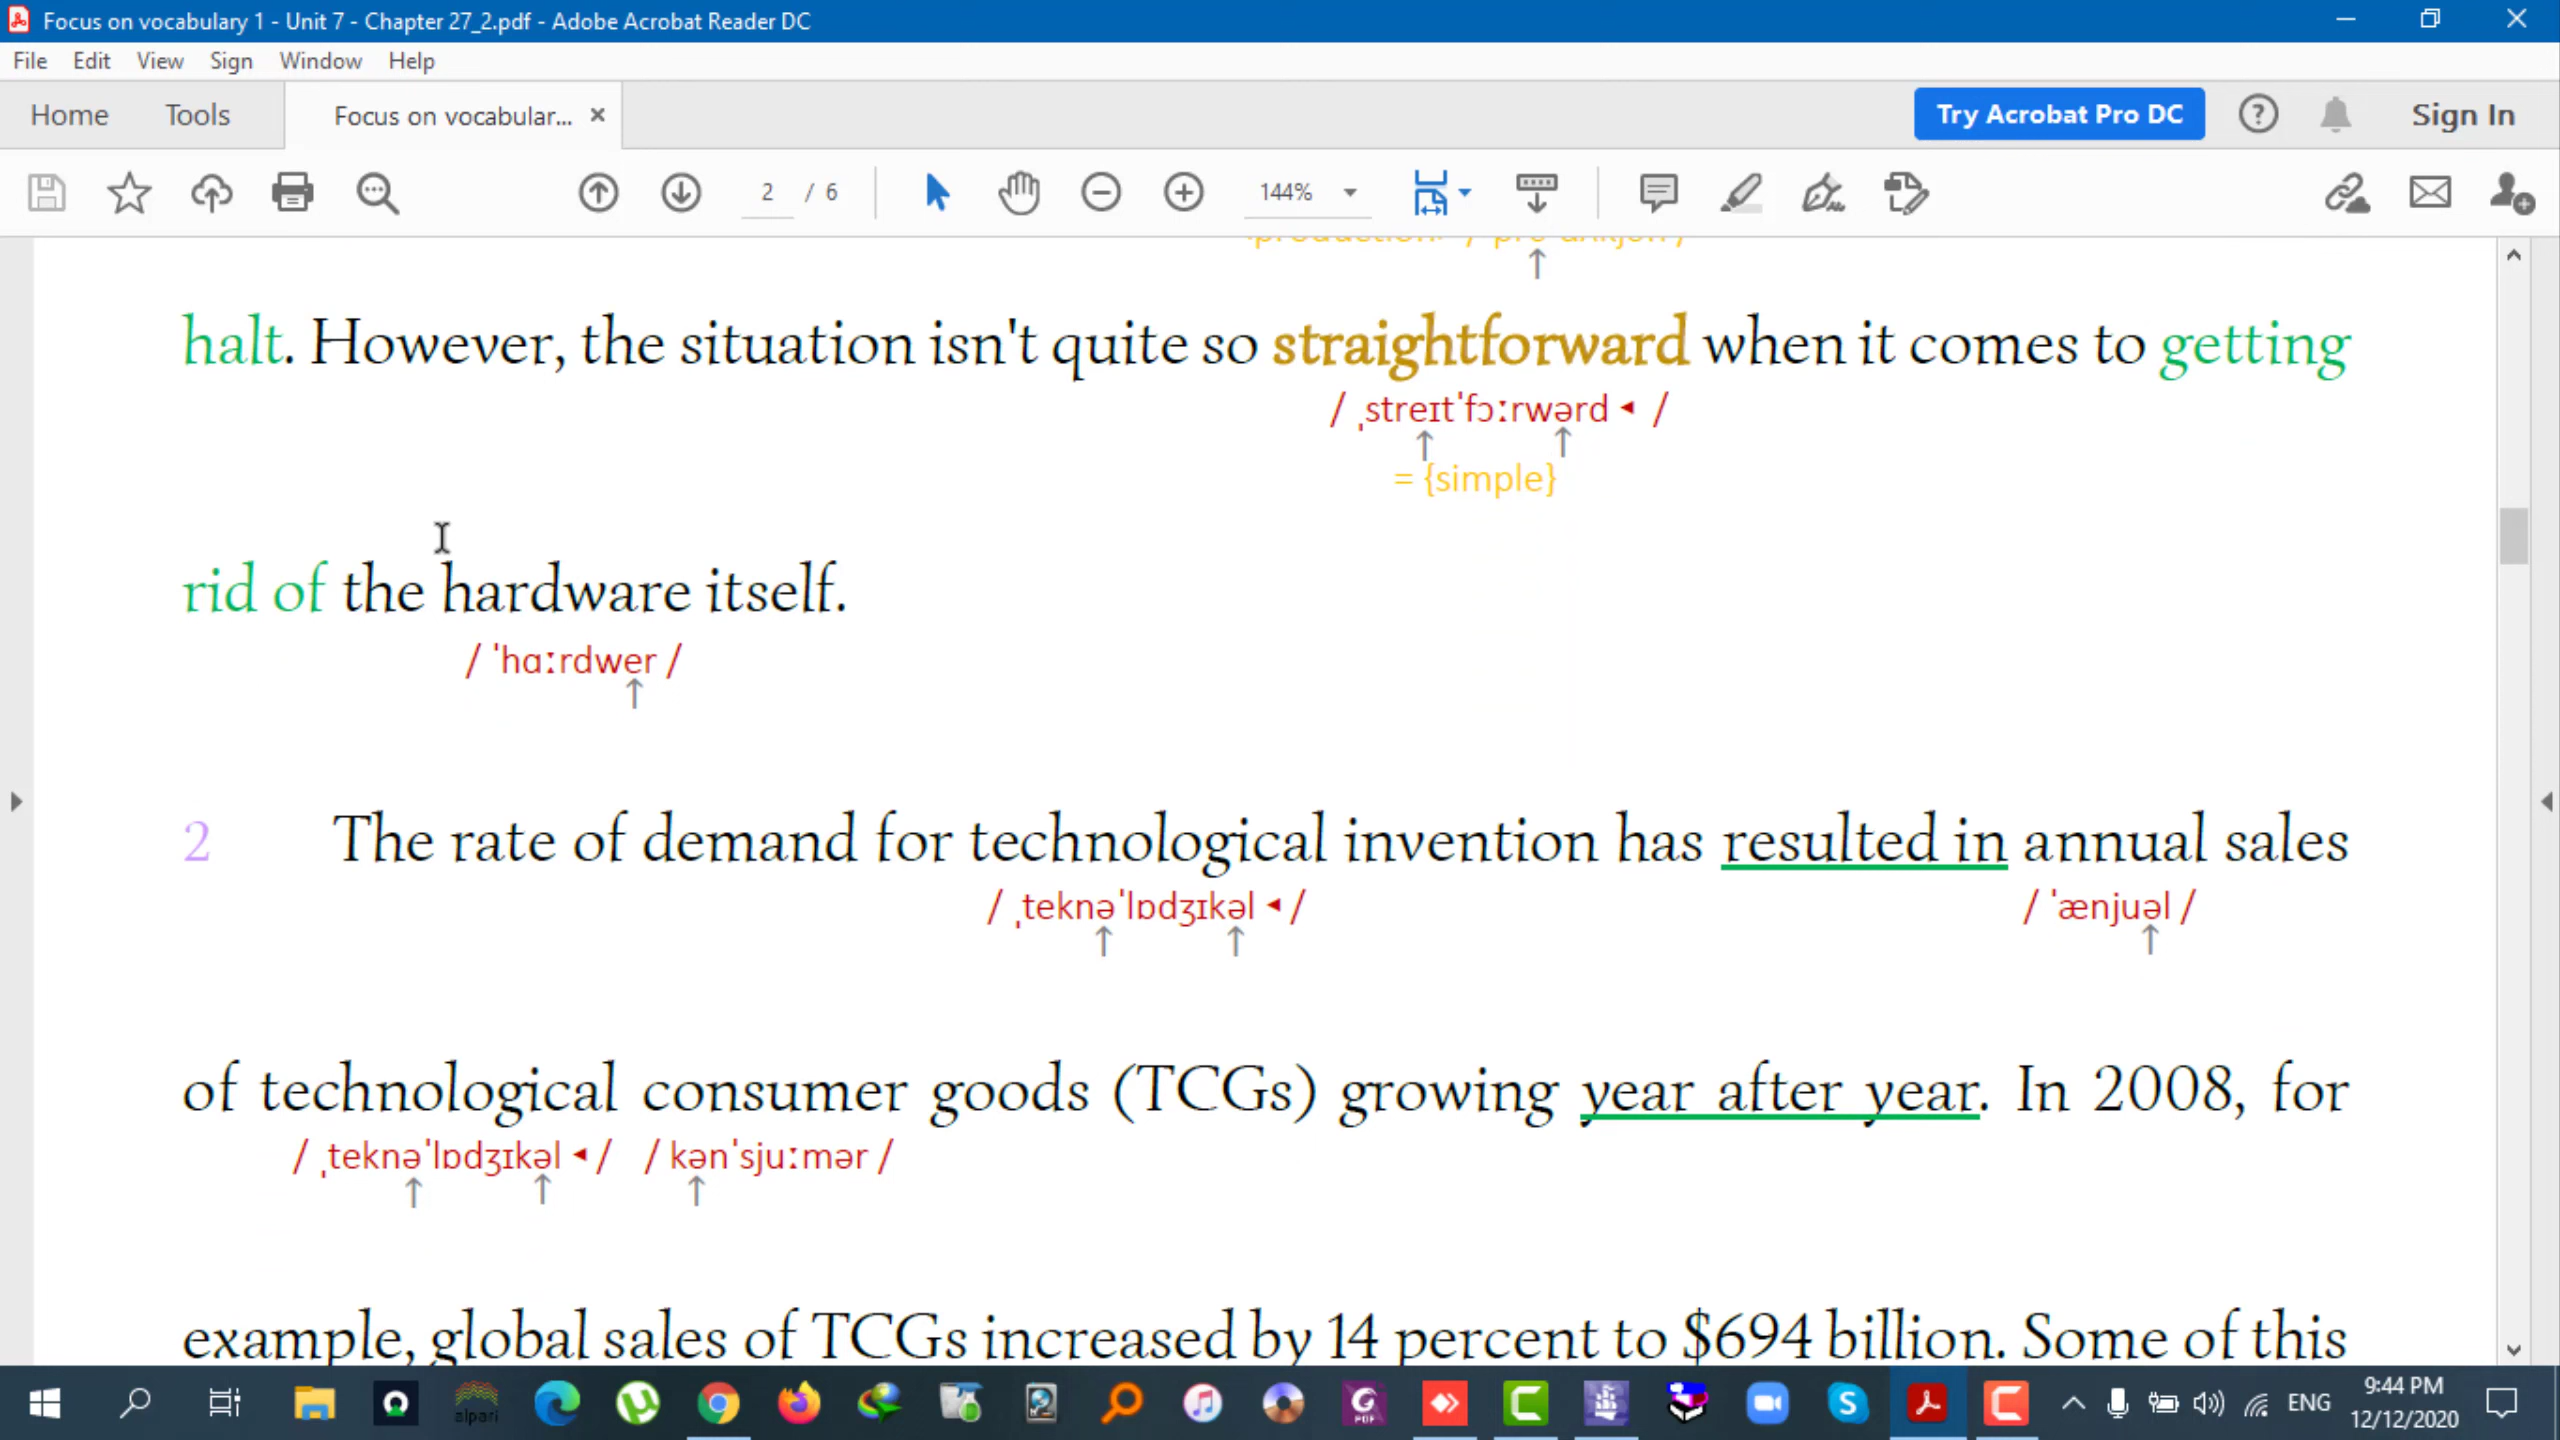 Focus on vocabulary 1 - Unit 7 - Chapter 27_2.pdf - Adobe Acrobat Reader DC
File Edit View Sign Window Help
Home Tools Focus on vocabular... Try Acrobat Pro DC Sign In
2 / 6 144%
halt. However, the situation isn't quite so straightforward when it comes to getting
/ ˌstreɪtˈfɔːrwərd ◂ /
= {simple}
rid of the hardware itself.
/ ˈhɑːrdwer /
2 The rate of demand for technological invention has resulted in annual sales
/ ˌteknəˈlɒdʒɪkəl ◂ / / ˈænjuəl /
of technological consumer goods (TCGs) growing year after year. In 2008, for
/ ˌteknəˈlɒdʒɪkəl ◂ / / kənˈsjuːmər /
example, global sales of TCGs increased by 14 percent to $694 billion. Some of this
alpari
ENG
9:44 PM
12/12/2020